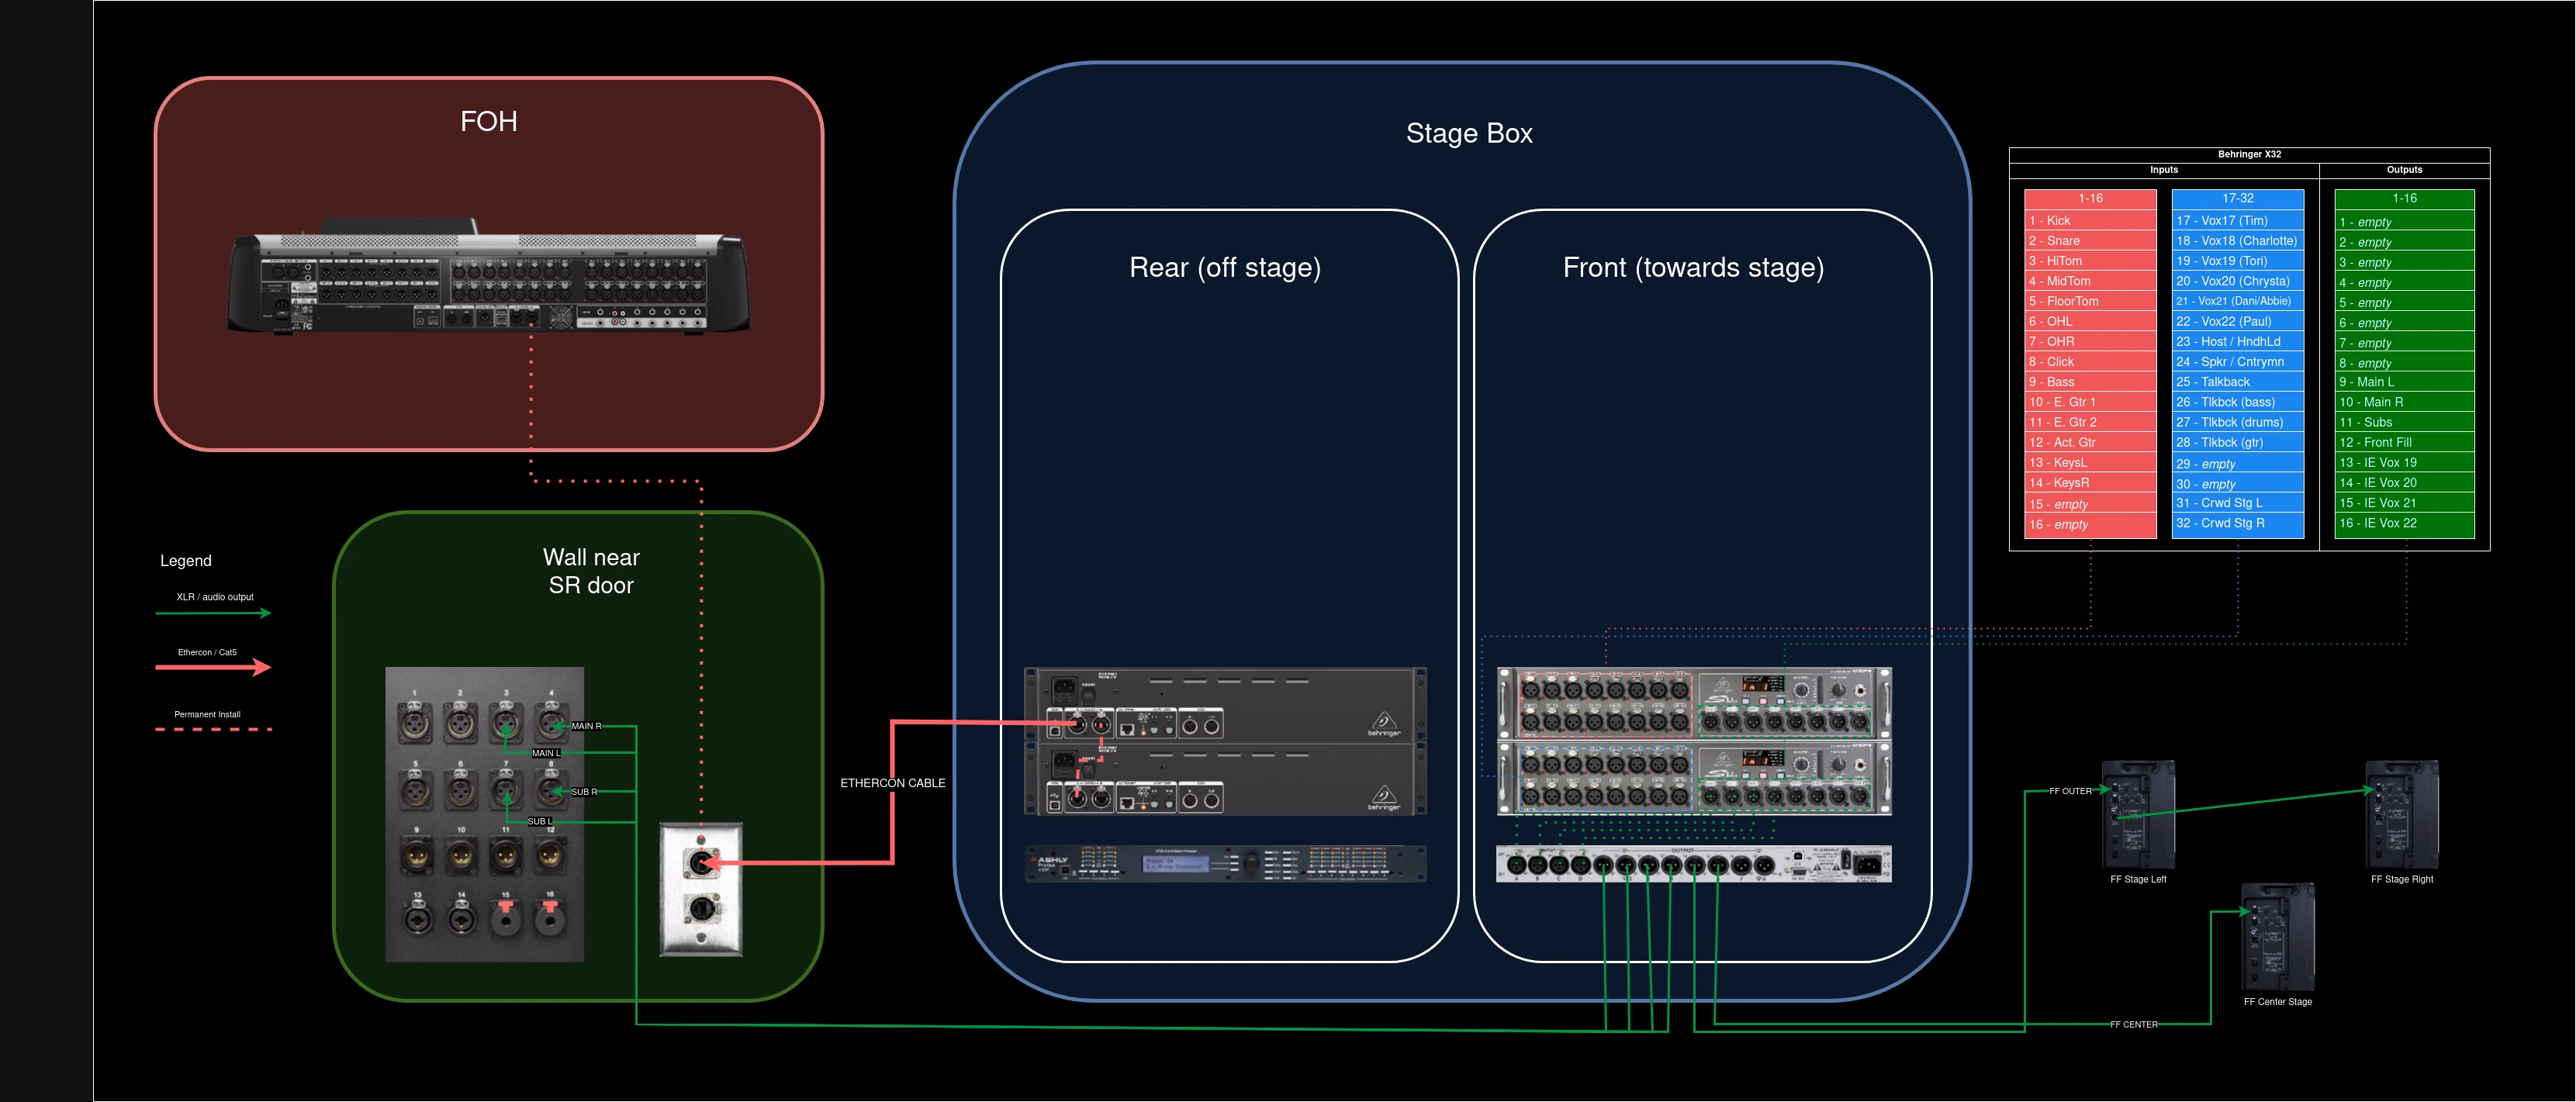 FOH
Stage Box
Rear (off stage)
Front (towards stage)
Wall near
SR door
Legend
XLR / audio output
Ethercon / Cat5
Permanent Install
1
2
3
4
5
6
7
8
9
10
11
12
13
14
15
16
MAIN R
MAIN L
SUB R
SUB L
ETHERCON CABLE
behringer
behringer
ASHLY
OUTPUT
Behringer X32
Inputs
Outputs
1-16
1 - Kick
2 - Snare
3 - HiTom
4 - MidTom
5 - FloorTom
6 - OHL
7 - OHR
8 - Click
9 - Bass
10 - E. Gtr 1
11 - E. Gtr 2
12 - Act. Gtr
13 - KeysL
14 - KeysR
15 - empty
16 - empty
17-32
17 - Vox17 (Tim)
18 - Vox18 (Charlotte)
19 - Vox19 (Tori)
20 - Vox20 (Chrysta)
21 - Vox21 (Dani/Abbie)
22 - Vox22 (Paul)
23 - Host / HndhLd
24 - Spkr / Cntrymn
25 - Talkback
26 - Tlkbck (bass)
27 - Tlkbck (drums)
28 - Tlkbck (gtr)
29 - empty
30 - empty
31 - Crwd Stg L
32 - Crwd Stg R
1-16
1 - empty
2 - empty
3 - empty
4 - empty
5 - empty
6 - empty
7 - empty
8 - empty
9 - Main L
10 - Main R
11 - Subs
12 - Front Fill
13 - IE Vox 19
14 - IE Vox 20
15 - IE Vox 21
16 - IE Vox 22
FF OUTER
FF Stage Left
FF Stage Right
FF Center Stage
FF CENTER